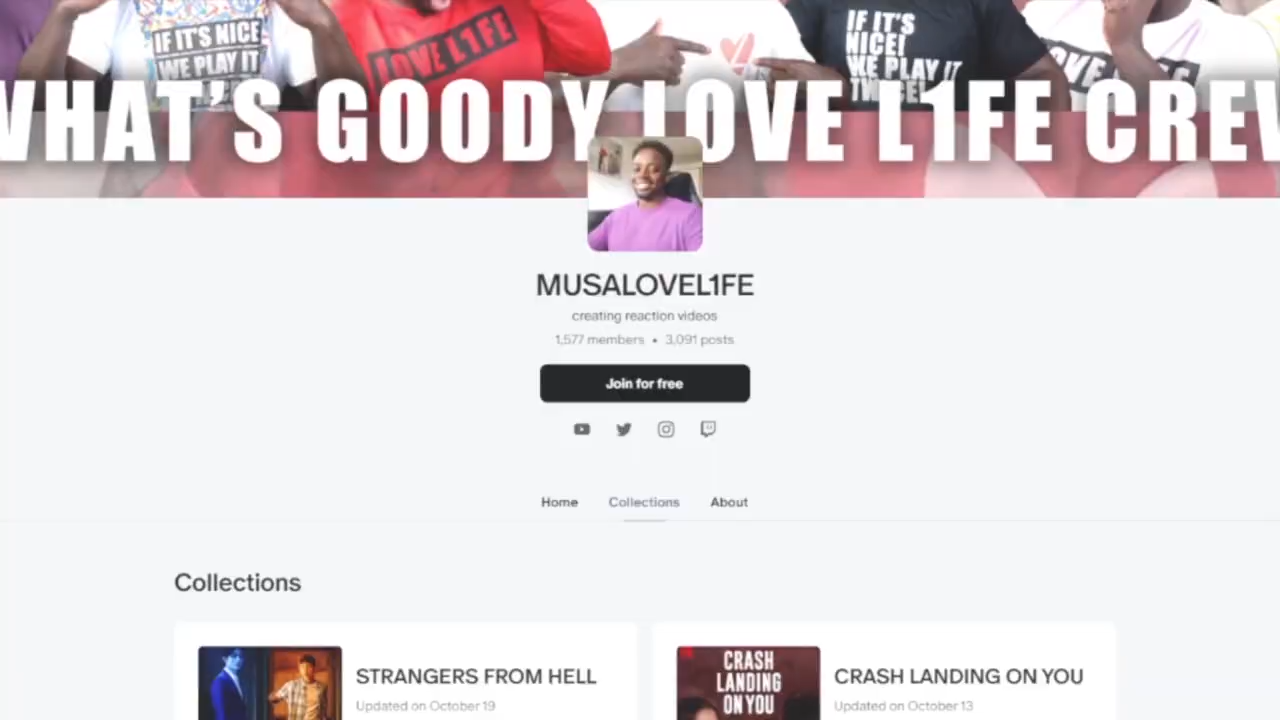 IF IT'S NICE
WE PLAY IT
LOVE L1FE
IF IT'S
NICE!
WE PLAY IT
TWICE!
WHAT'S GOODY LOVE L1FE CREW
MUSALOVEL1FE
creating reaction videos
1,577 members • 3,091 posts
Join for free
Home Collections About
Collections
STRANGERS FROM HELL
Updated on October 19
CRASH
LANDING
ON YOU
CRASH LANDING ON YOU
Updated on October 13